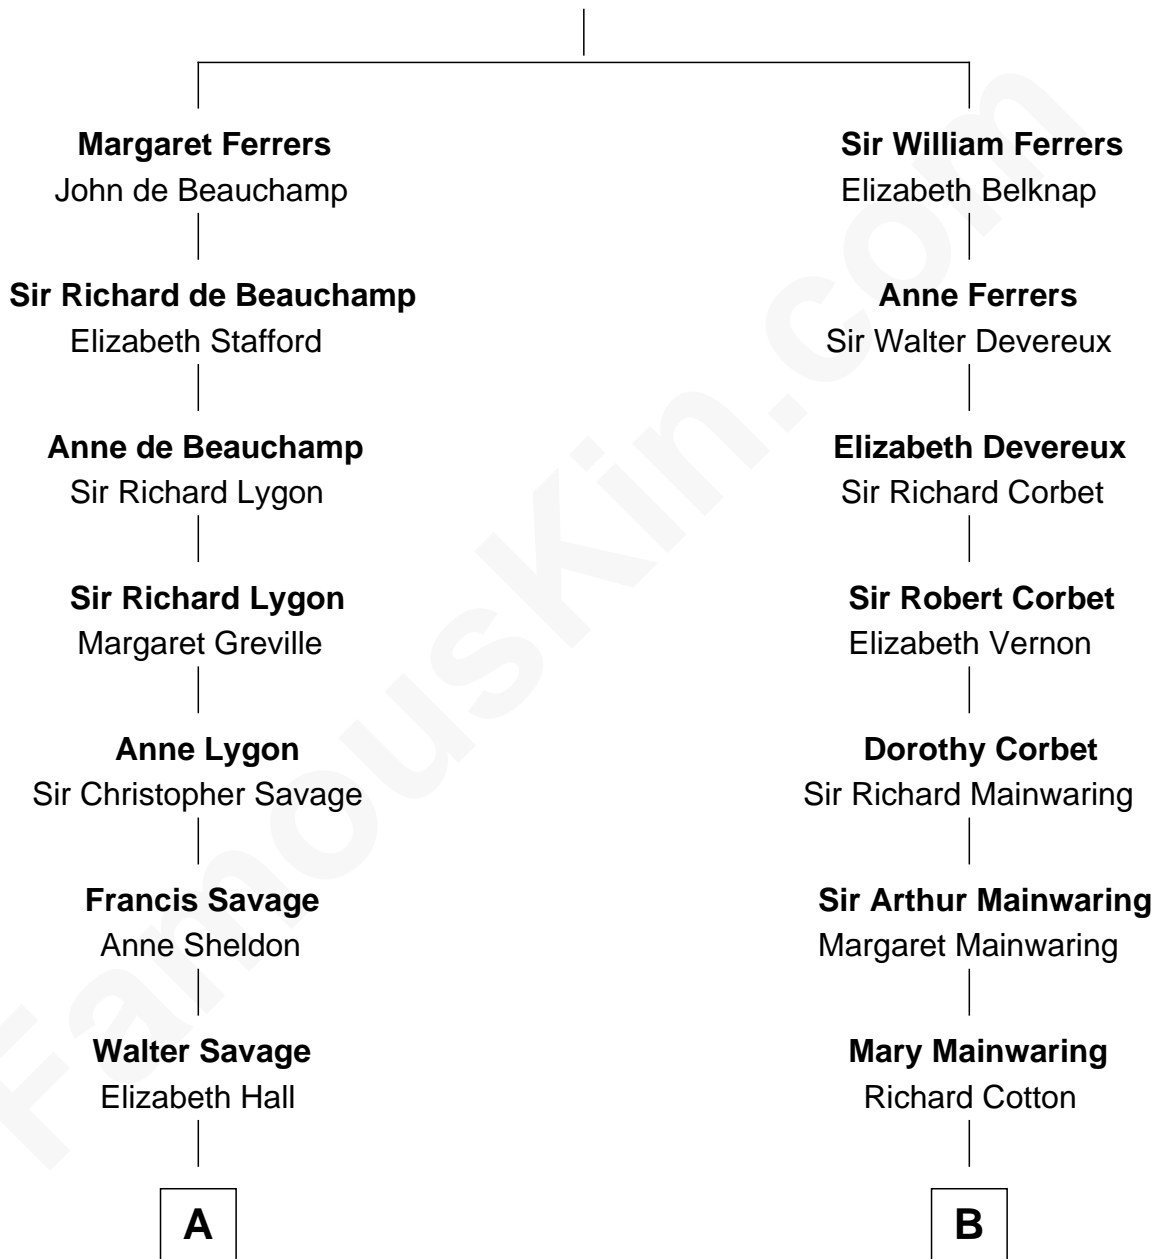 Margaret Ferrers
John de Beauchamp
Sir Richard de Beauchamp
Elizabeth Stafford
Anne de Beauchamp
Sir Richard Lygon
Sir Richard Lygon
Margaret Greville
Anne Lygon
Sir Christopher Savage
Francis Savage
Anne Sheldon
Walter Savage
Elizabeth Hall
A
Sir William Ferrers
Elizabeth Belknap
Anne Ferrers
Sir Walter Devereux
Elizabeth Devereux
Sir Richard Corbet
Sir Robert Corbet
Elizabeth Vernon
Dorothy Corbet
Sir Richard Mainwaring
Sir Arthur Mainwaring
Margaret Mainwaring
Mary Mainwaring
Richard Cotton
B
FamousKin.com